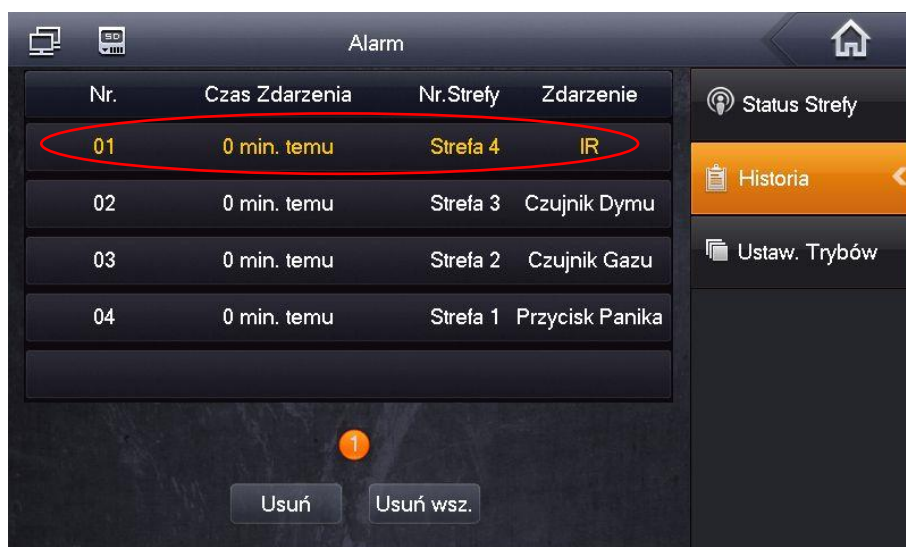 SD
Alarm
Nr. Czas Zdarzenia Nr.Strefy Zdarzenie
01 0 min. temu Strefa 4 IR
02 0 min. temu Strefa 3 Czujnik Dymu
03 0 min. temu Strefa 2 Czujnik Gazu
04 0 min. temu Strefa 1 Przycisk Panika
1
Usuń Usuń wsz.
Status Strefy
Historia
Ustaw. Trybów